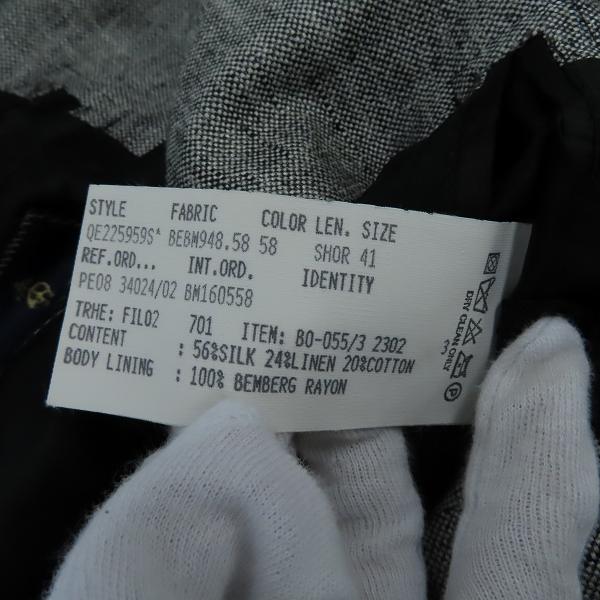 STYLE FABRIC COLOR LEN. SIZE
QE225959S* BEBM948.58 58 SHOR 41
REF.ORD... INT.ORD. IDENTITY
PE08 34024/02 BM160558
TRHE: FIL02 701 ITEM: BO-055/3 2302
CONTENT : 56%SILK 24%LINEN 20%COTTON
BODY LINING : 100% BEMBERG RAYON
DRY CLEAN ONLY
P